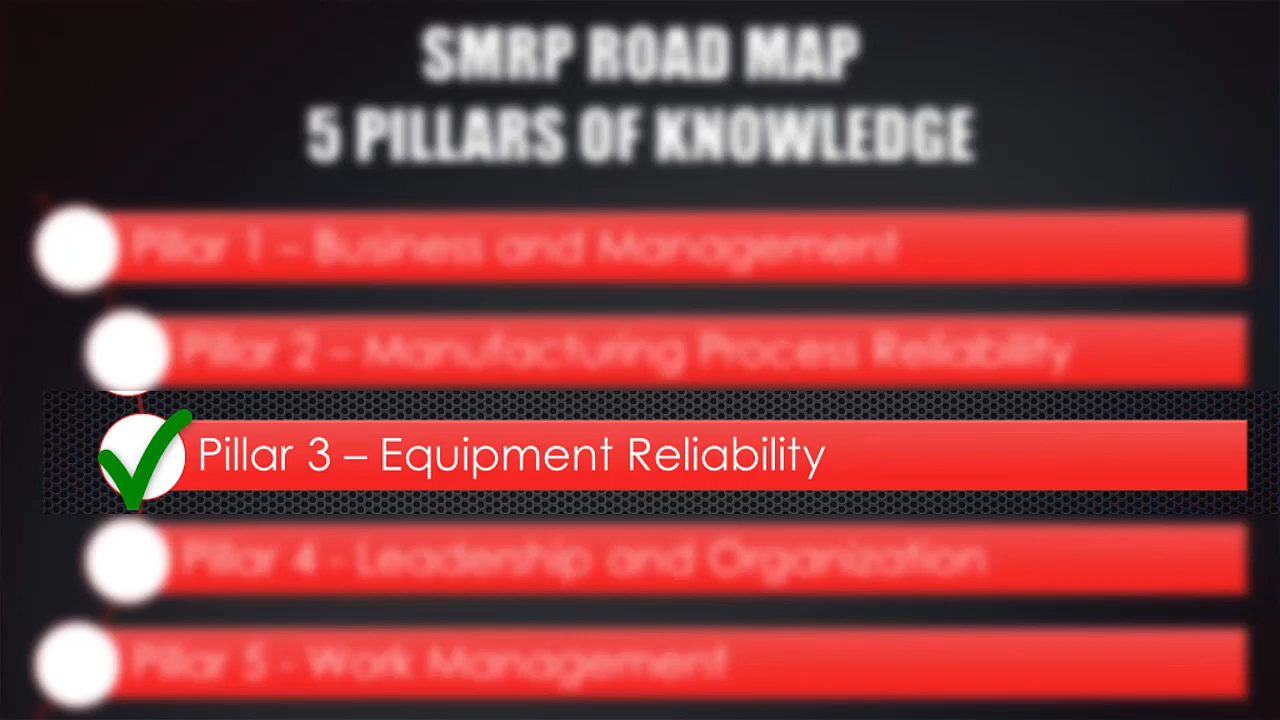 SMRP ROAD MAP
5 PILLARS OF KNOWLEDGE
Pillar 1 – Business and Management
Pillar 2 – Manufacturing Process Reliability
Pillar 3 – Equipment Reliability
Pillar 4 - Leadership and Organization
Pillar 5 - Work Management